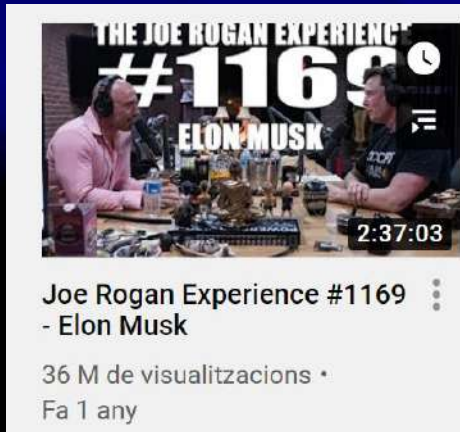 THE JOE ROGAN EXPERIENCE
#1169
ELON MUSK
2:37:03
Joe Rogan Experience #1169
- Elon Musk
36 M de visualitzacions •
Fa 1 any